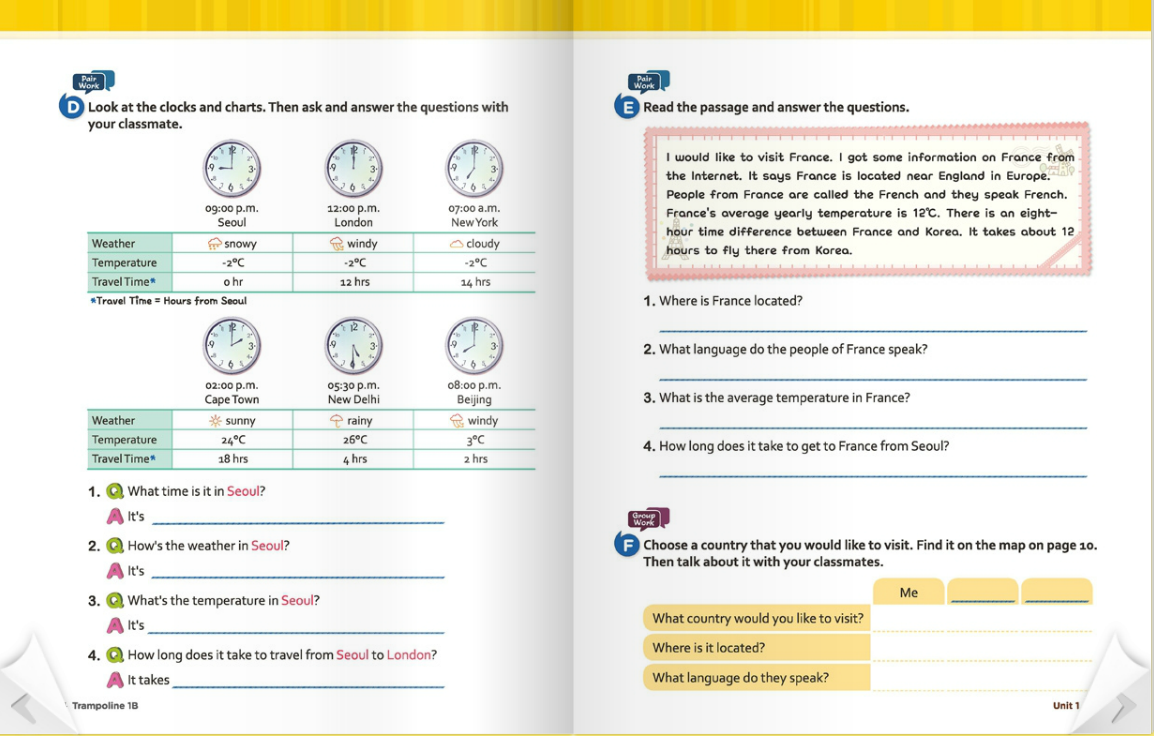 Pair
Work
D Look at the clocks and charts. Then ask and answer the questions with
your classmate.
09:00 p.m. 12:00 p.m. 07:00 a.m.
Seoul London New York
Weather snowy windy cloudy
Temperature -2°C -2°C -2°C
Travel Time* 0 hr 12 hrs 14 hrs
*Travel Time = Hours from Seoul
02:00 p.m. 05:30 p.m. 08:00 p.m.
Cape Town New Delhi Beijing
Weather sunny rainy windy
Temperature 24°C 26°C 3°C
Travel Time* 18 hrs 4 hrs 2 hrs
1. Q What time is it in Seoul?
A It's
2. Q How's the weather in Seoul?
A It's
3. Q What's the temperature in Seoul?
A It's
4. Q How long does it take to travel from Seoul to London?
A It takes
Trampoline 1B
Pair
Work
E Read the passage and answer the questions.
I would like to visit France. I got some information on France from
the Internet. It says France is located near England in Europe.
People from France are called the French and they speak French.
France's average yearly temperature is 12℃. There is an eight-
hour time difference between France and Korea. It takes about 12
hours to fly there from Korea.
1. Where is France located?
2. What language do the people of France speak?
3. What is the average temperature in France?
4. How long does it take to get to France from Seoul?
Group
Work
F Choose a country that you would like to visit. Find it on the map on page 10.
Then talk about it with your classmates.
Me
What country would you like to visit?
Where is it located?
What language do they speak?
Unit 1